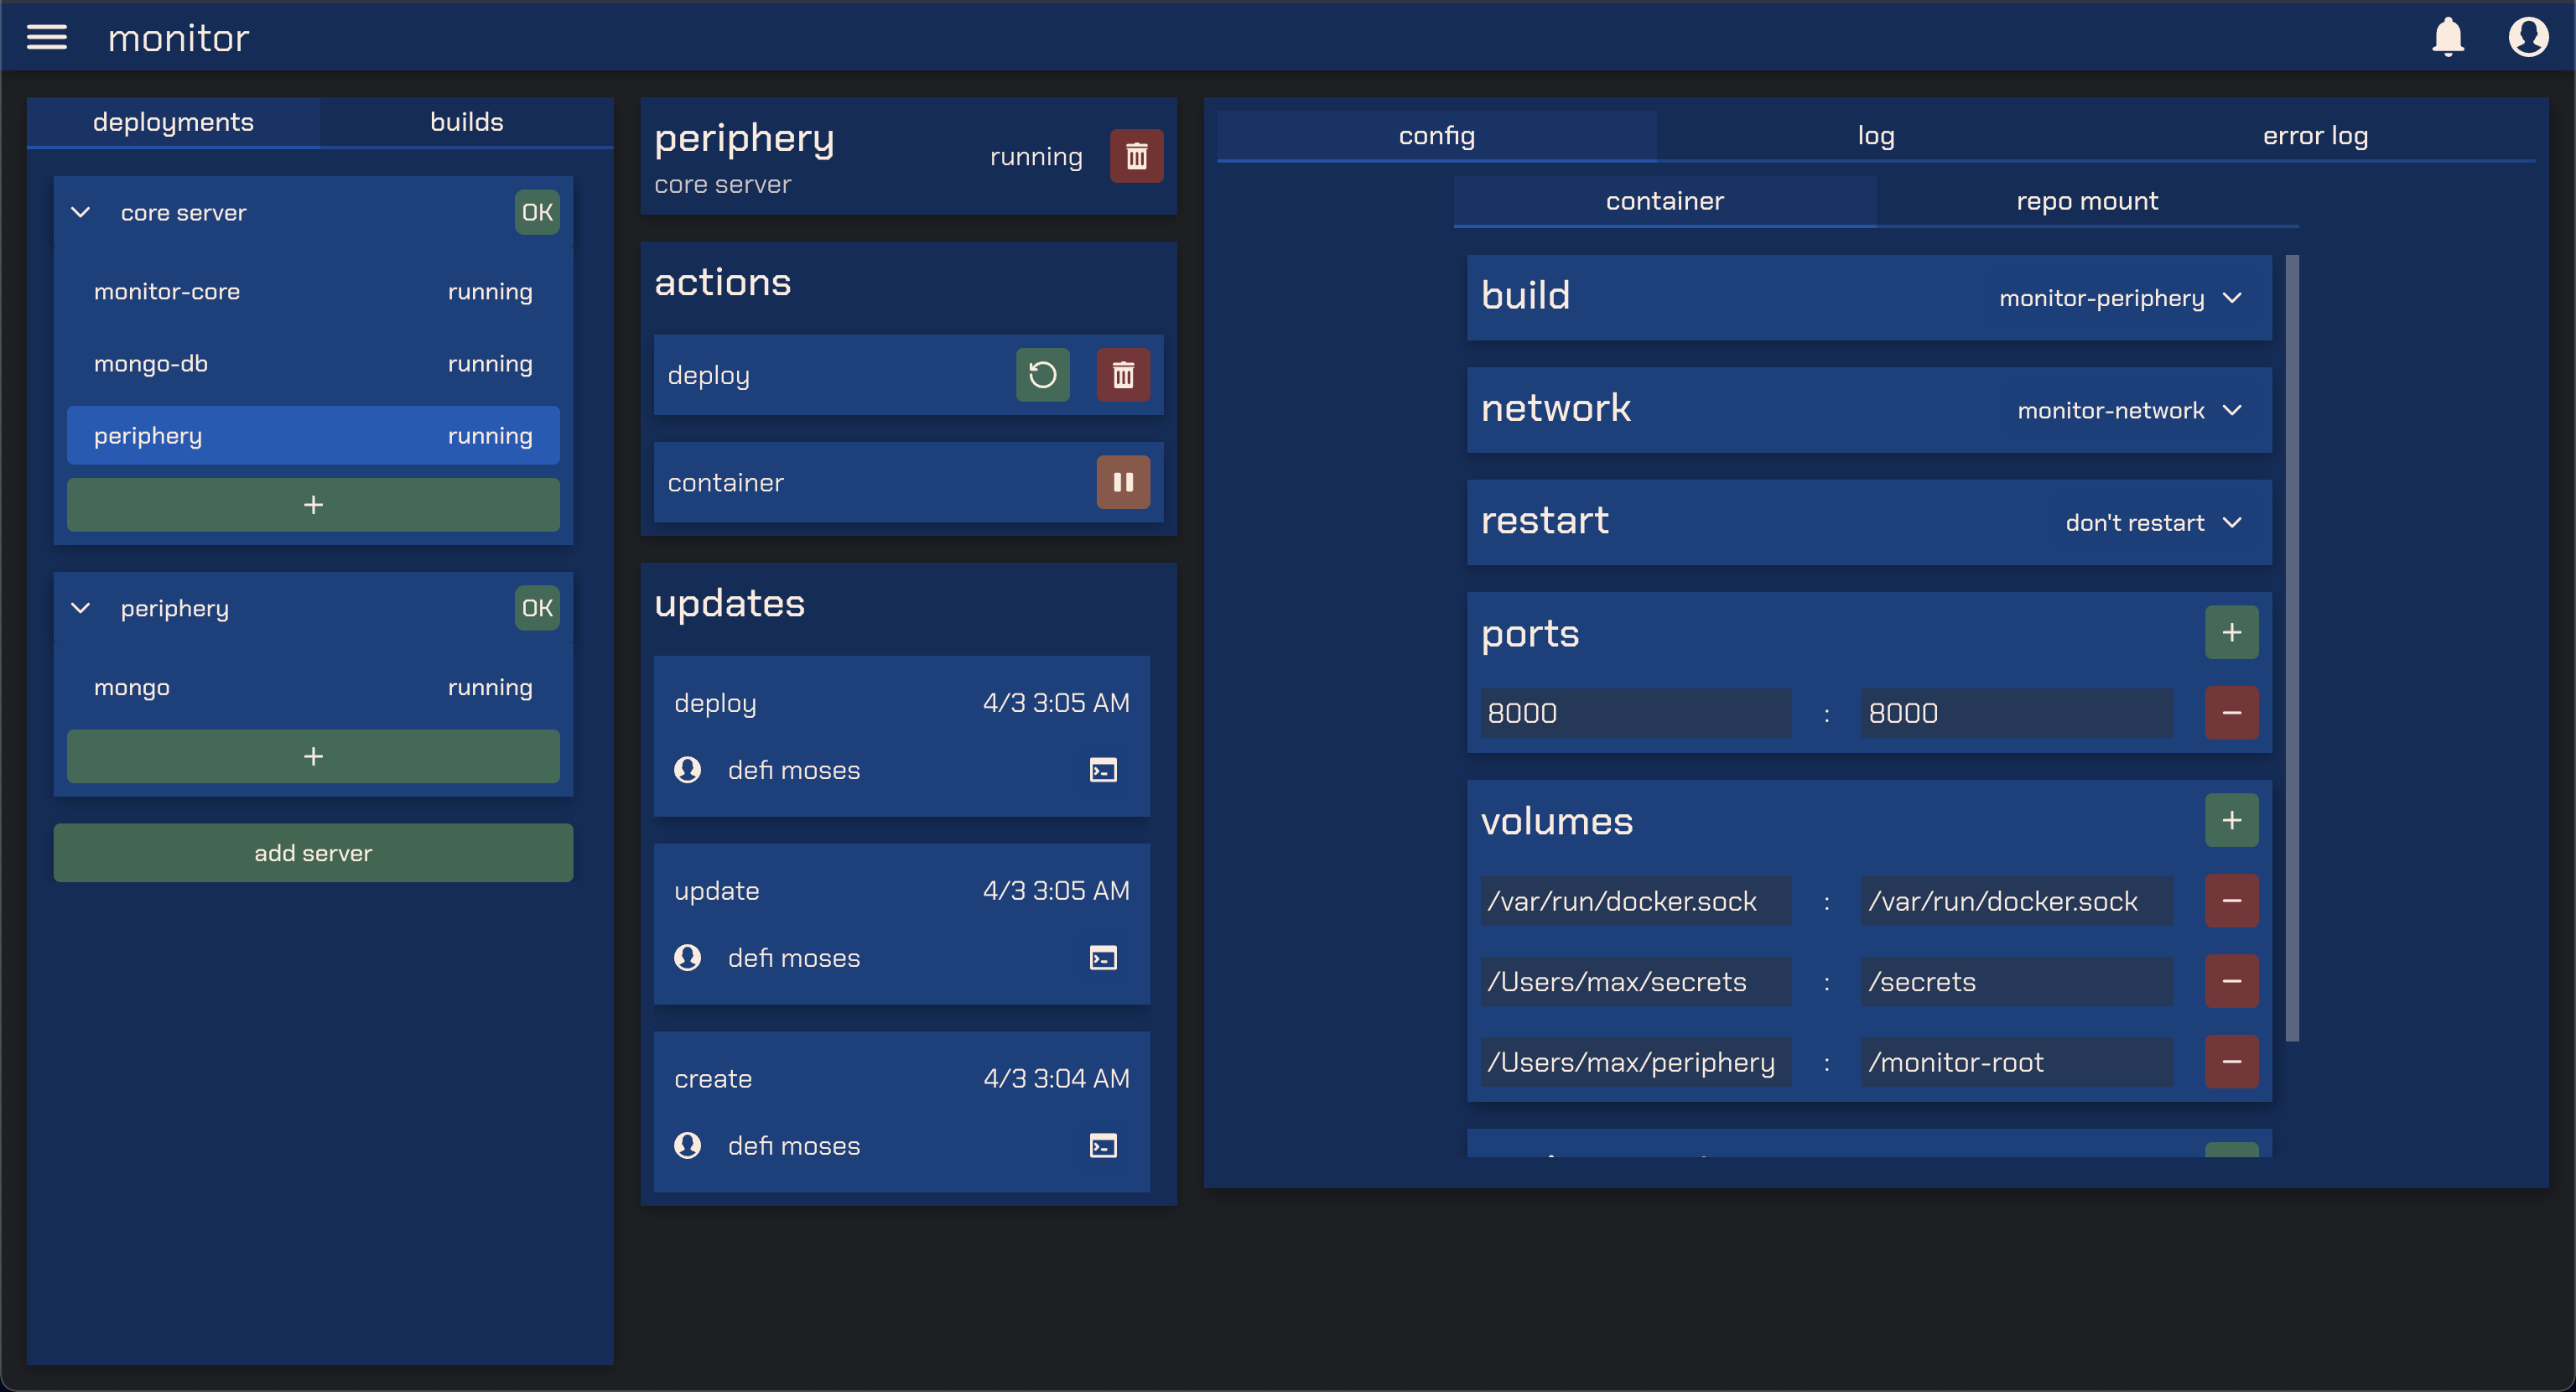 monitor
deployments builds
core server OK
monitor-core running
mongo-db running
periphery running
+
periphery OK
mongo running
+
add server
periphery running
core server
actions
deploy
container
updates
deploy 4/3 3:05 AM
defi moses
update 4/3 3:05 AM
defi moses
create 4/3 3:04 AM
defi moses
config log error log
container repo mount
build monitor-periphery
network monitor-network
restart don't restart
ports +
8000 : 8000 −
volumes +
/var/run/docker.sock : /var/run/docker.sock −
/Users/max/secrets : /secrets −
/Users/max/periphery : /monitor-root −